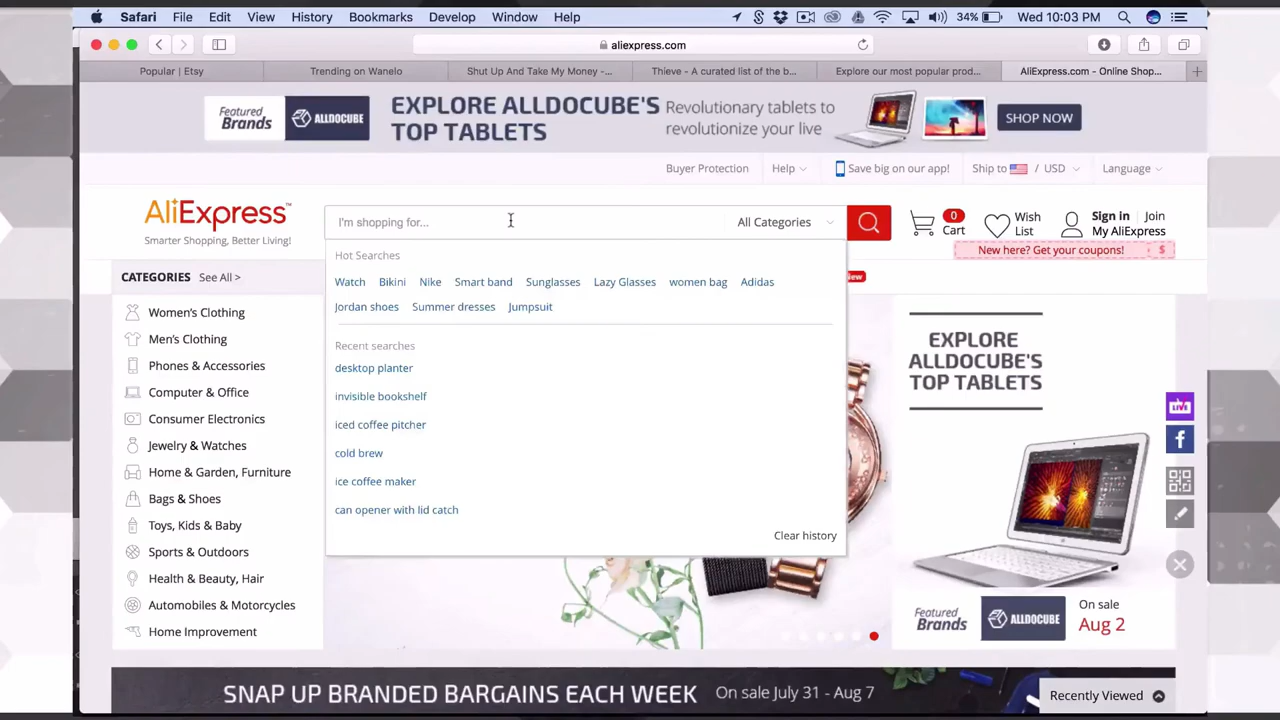 Safari File Edit View History Bookmarks Develop Window Help 34% Wed 10:03 PM
aliexpress.com
Popular | Etsy Trending on Wanelo Shut Up And Take My Money -... Thieve - A curated list of the b... Explore our most popular prod... AliExpress.com - Online Shop...
Featured Brands ALLDOCUBE EXPLORE ALLDOCUBE'S TOP TABLETS Revolutionary tablets to revolutionize your live SHOP NOW
Buyer Protection Help Save big on our app! Ship to / USD Language
AliExpress™
Smarter Shopping, Better Living!
I'm shopping for... All Categories
0 Cart Wish List Sign in Join My AliExpress
New here? Get your coupons! $
CATEGORIES See All >
New
Women's Clothing
Men's Clothing
Phones & Accessories
Computer & Office
Consumer Electronics
Jewelry & Watches
Home & Garden, Furniture
Bags & Shoes
Toys, Kids & Baby
Sports & Outdoors
Health & Beauty, Hair
Automobiles & Motorcycles
Home Improvement
Hot Searches
Watch Bikini Nike Smart band Sunglasses Lazy Glasses women bag Adidas
Jordan shoes Summer dresses Jumpsuit
Recent searches
desktop planter
invisible bookshelf
iced coffee pitcher
cold brew
ice coffee maker
can opener with lid catch
Clear history
EXPLORE
ALLDOCUBE'S
TOP TABLETS
LIVE
Featured Brands ALLDOCUBE
On sale
Aug 2
SNAP UP BRANDED BARGAINS EACH WEEK On sale July 31 - Aug 7
Recently Viewed